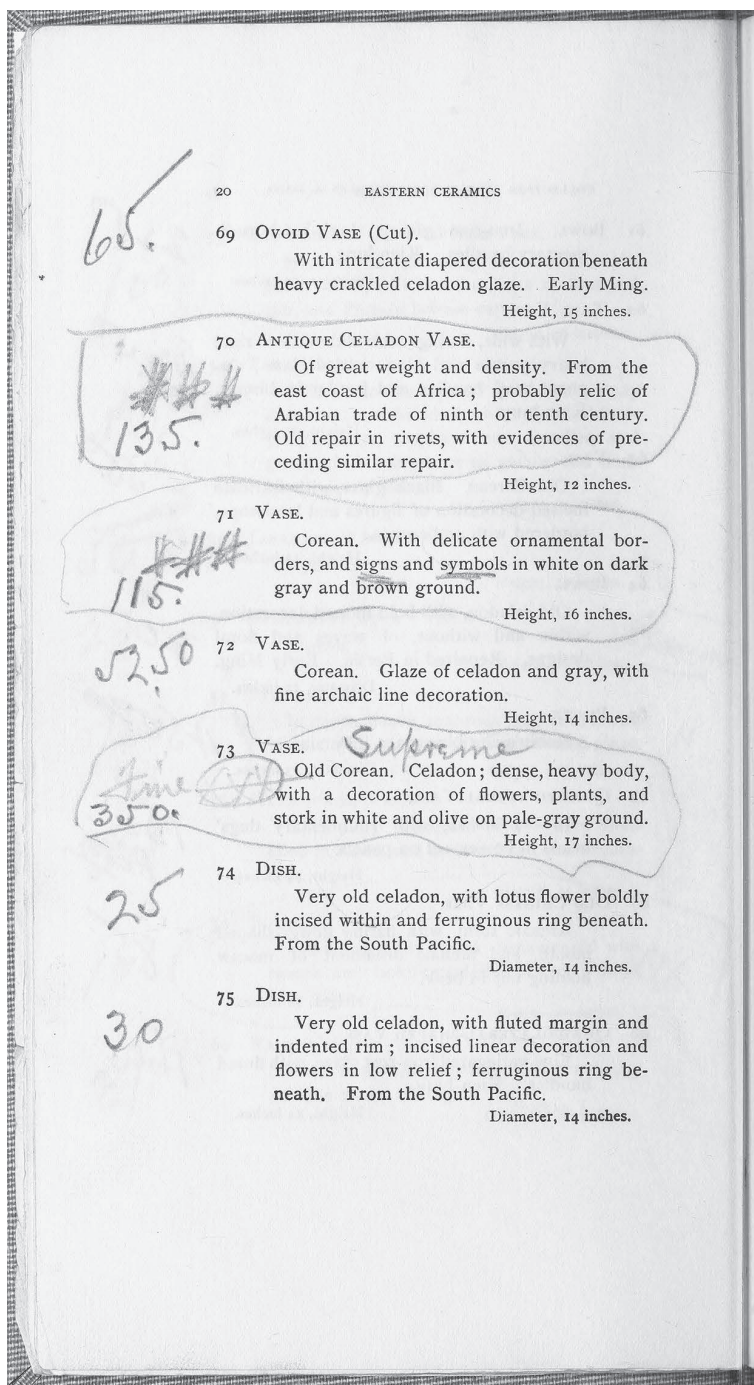 20 EASTERN CERAMICS
65.
69 OVOID VASE (Cut).
With intricate diapered decoration beneath
heavy crackled celadon glaze. Early Ming.
Height, 15 inches.
70 ANTIQUE CELADON VASE.
Of great weight and density. From the
east coast of Africa; probably relic of
Arabian trade of ninth or tenth century.
Old repair in rivets, with evidences of pre-
ceding similar repair.
Height, 12 inches.
###
135.
71 VASE.
Corean. With delicate ornamental bor-
ders, and signs and symbols in white on dark
gray and brown ground.
Height, 16 inches.
###
115.
52.50
72 VASE.
Corean. Glaze of celadon and gray, with
fine archaic line decoration.
Height, 14 inches.
73 VASE. Supreme
Old Corean. Celadon; dense, heavy body,
with a decoration of flowers, plants, and
stork in white and olive on pale-gray ground.
Height, 17 inches.
Fine
350.
74 DISH.
Very old celadon, with lotus flower boldly
incised within and ferruginous ring beneath.
From the South Pacific.
Diameter, 14 inches.
25
75 DISH.
Very old celadon, with fluted margin and
indented rim; incised linear decoration and
flowers in low relief; ferruginous ring be-
neath. From the South Pacific.
Diameter, 14 inches.
30